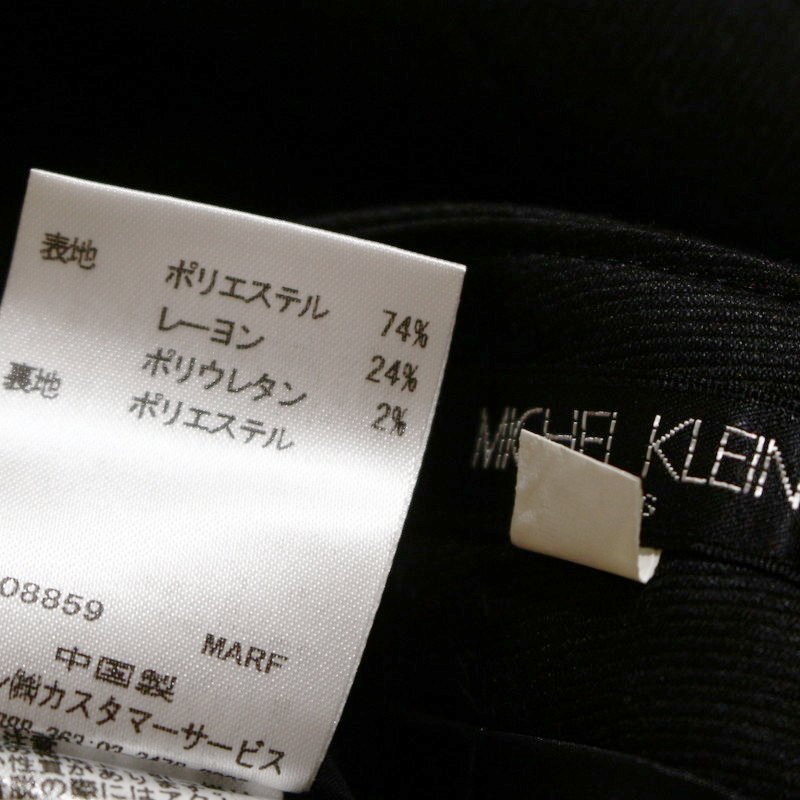 表地 ポリエステル 74%
レーヨン 24%
ポリウレタン 2%
裏地 ポリエステル
08859
MARF
中国製
ン㈱カスタマーサービス
MICHEL KLEIN